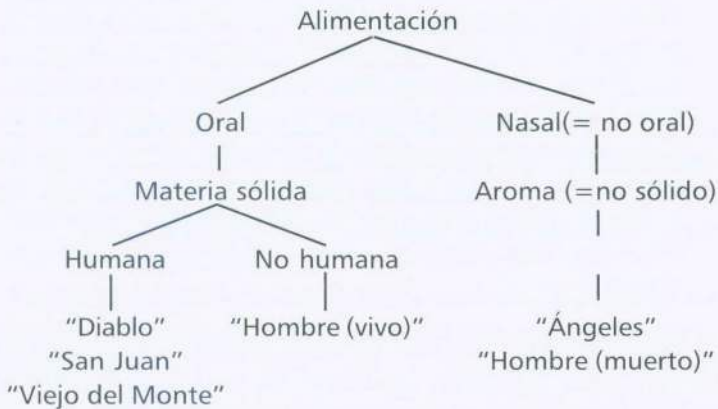 Alimentación
Oral Nasal(= no oral)
Materia sólida Aroma (=no sólido)
Humana No humana
"Diablo" "Hombre (vivo)" "Ángeles"
"San Juan" "Hombre (muerto)"
"Viejo del Monte"